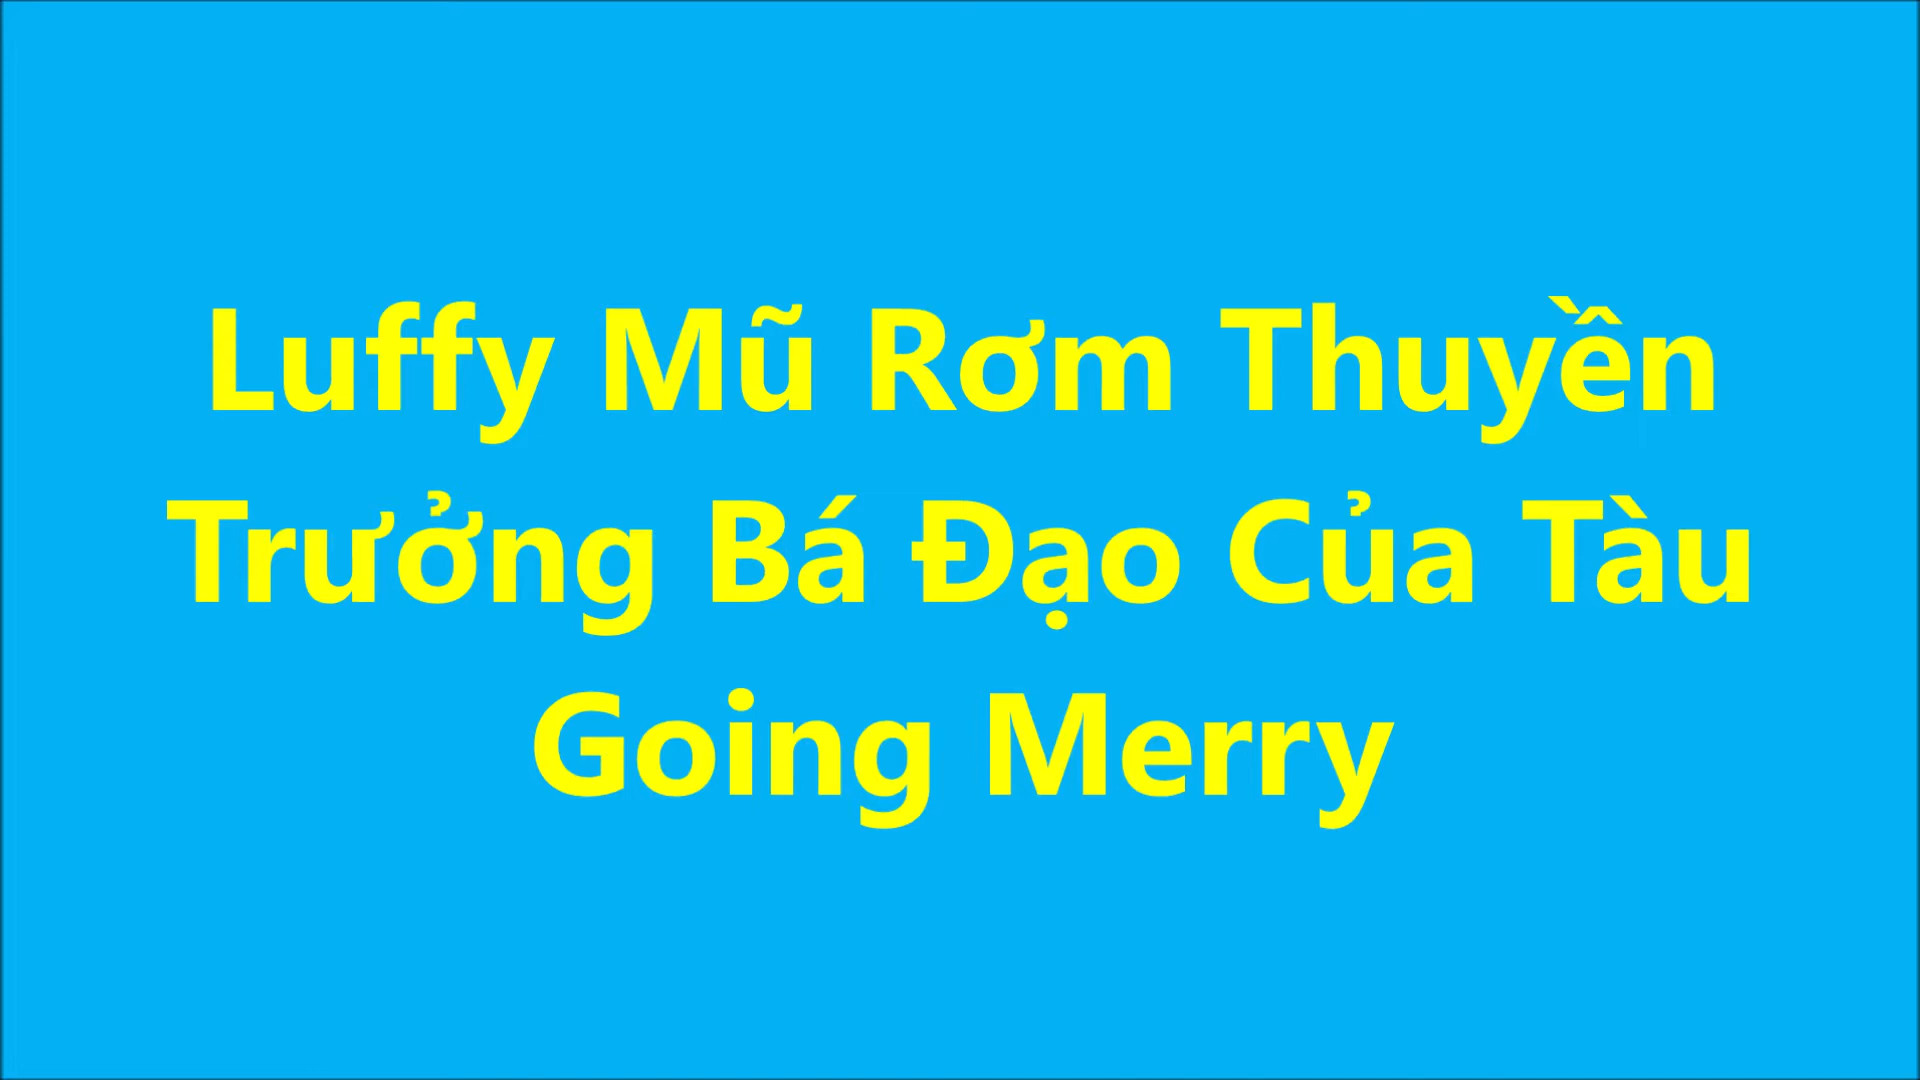 Luffy Mũ Rơm Thuyền
Trưởng Bá Đạo Của Tàu
Going Merry